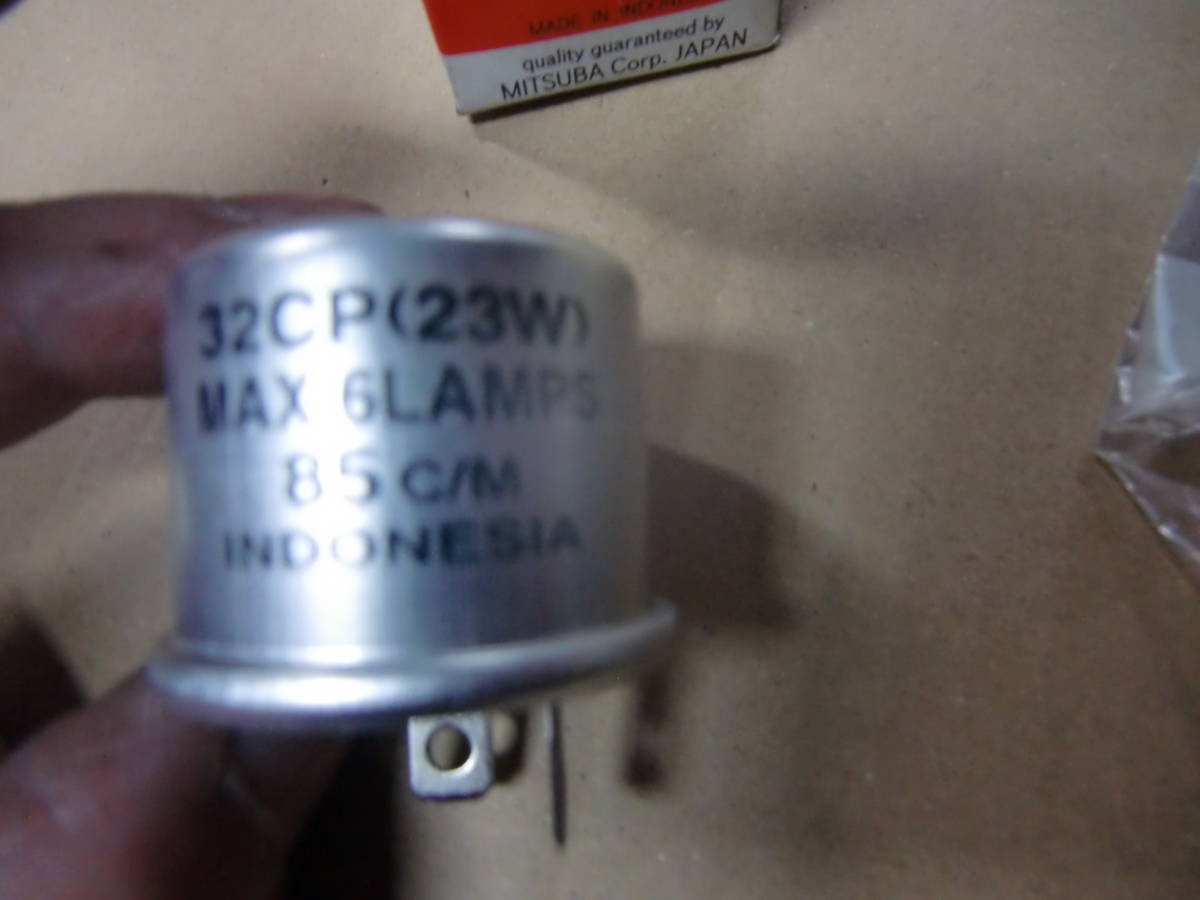 MADE IN INDONESIA
quality guaranteed by
MITSUBA Corp. JAPAN
32CP(23W)
MAX 6LAMPS
85C/M
INDONESIA